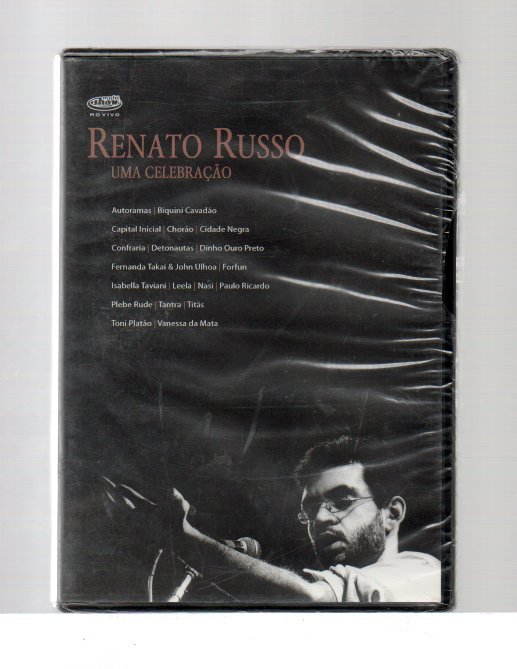 AO VIVO
RENATO RUSSO
UMA CELEBRAÇÃO
Autoramas | Biquini Cavadão
Capital Inicial | Chorão | Cidade Negra
Confraria | Detonautas | Dinho Ouro Preto
Fernanda Takai & John Ulhoa | Forfun
Isabella Taviani | Leela | Nasi | Paulo Ricardo
Plebe Rude | Tantra | Titãs
Toni Platão | Vanessa da Mata